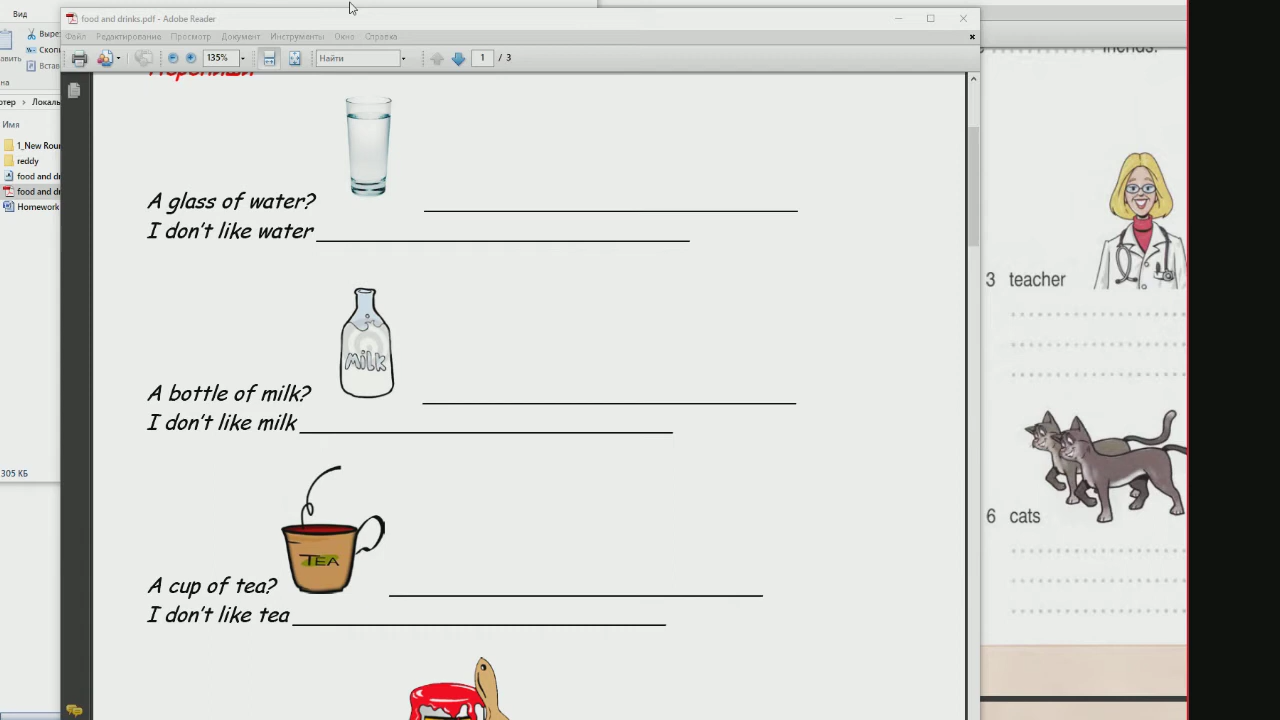 Вид
food and drinks.pdf - Adobe Reader
Файл Редактирование Просмотр Документ Инструменты Окно Справка
135%
Найти
1 / 3
Имя
1_New Rou
reddy
food and dr
food and dr
Homework
305 КБ
A glass of water?
I don't like water
MILK
A bottle of milk?
I don't like milk
TEA
A cup of tea?
I don't like tea
friends.
3 teacher
6 cats